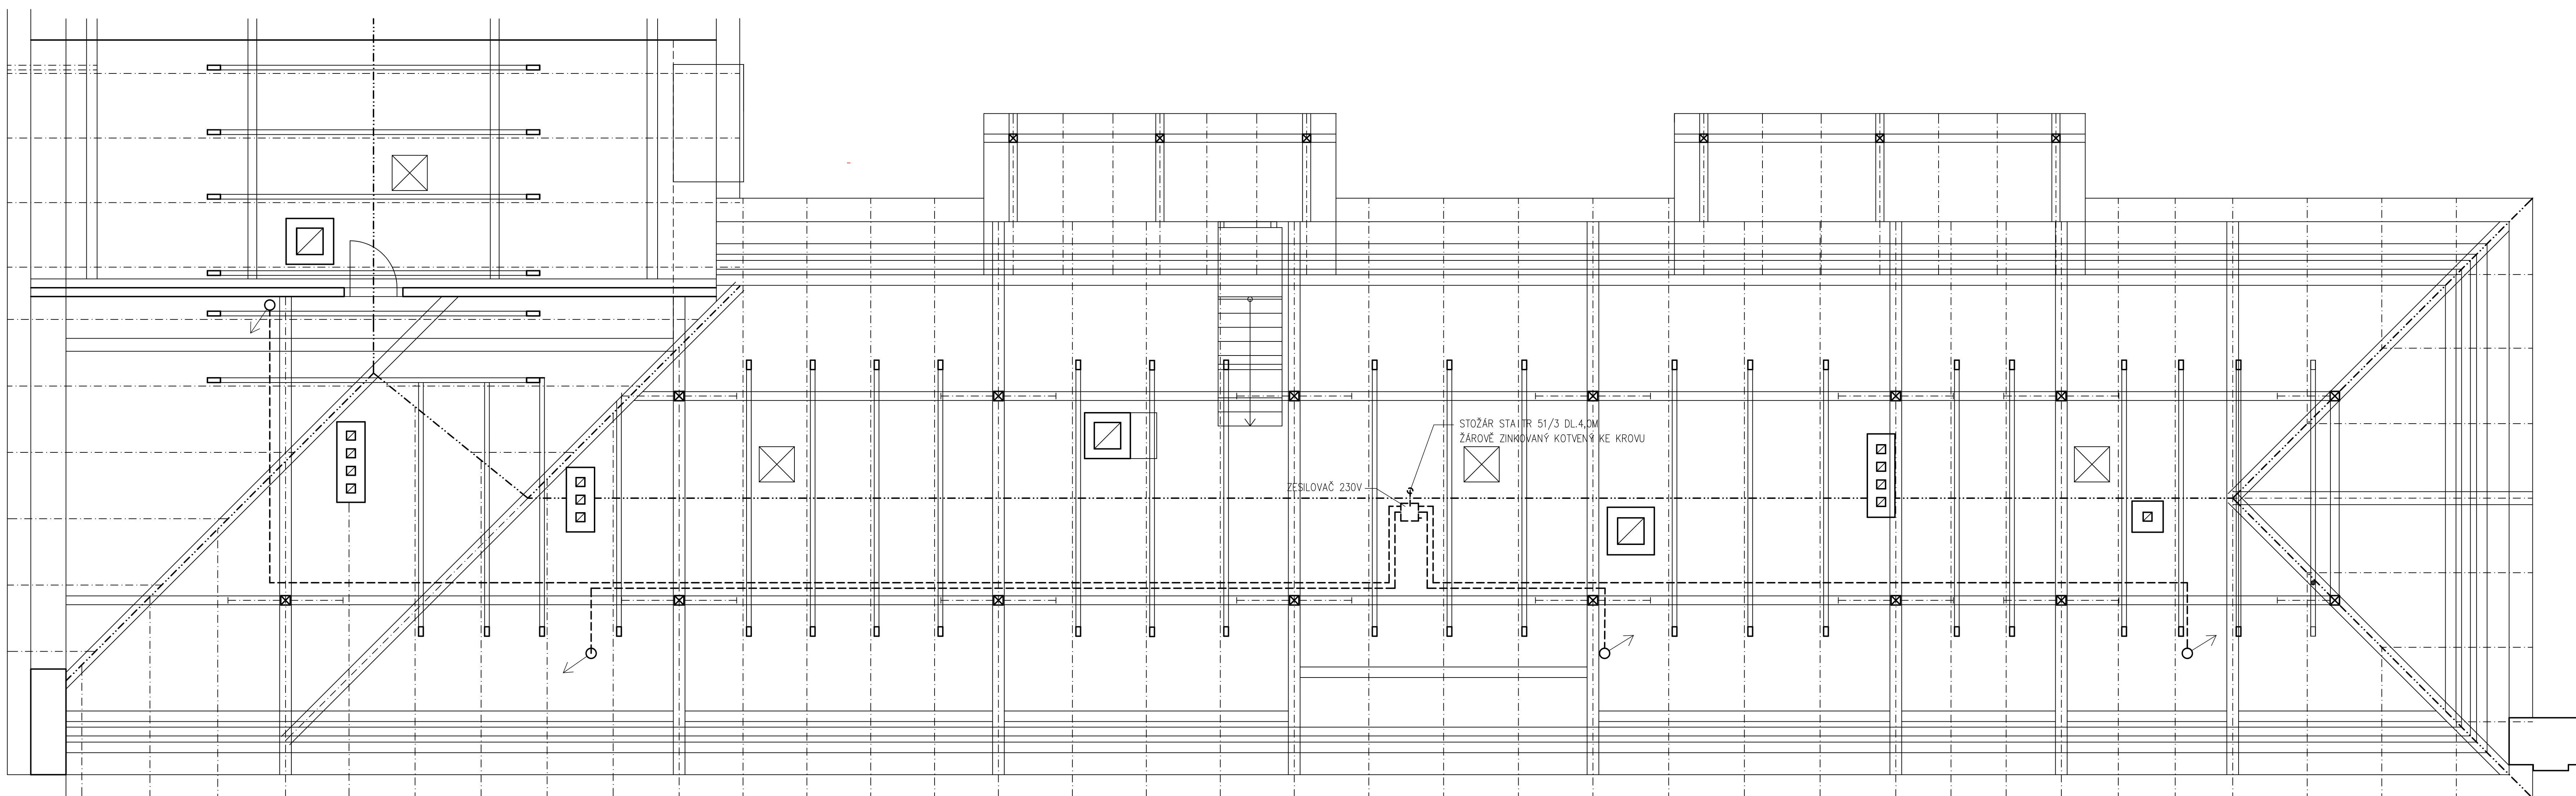 STOŽÁR STA TR 51/3 DL.4,0M
ŽÁROVĚ ZINKOVANÝ KOTVENÝ KE KROVU
ZESILOVAČ 230V